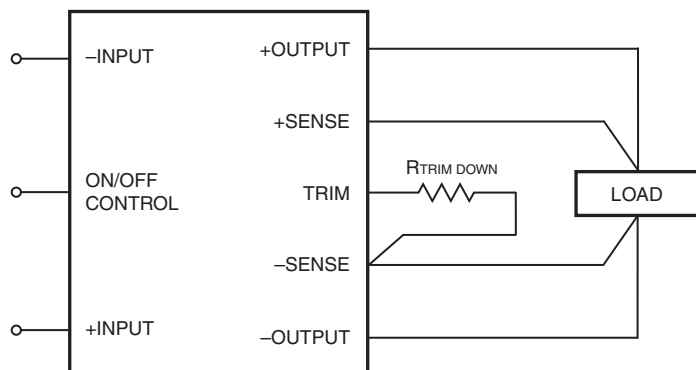 –INPUT
+OUTPUT
+SENSE
RTRIM DOWN
ON/OFF
CONTROL
TRIM
LOAD
–SENSE
+INPUT
–OUTPUT